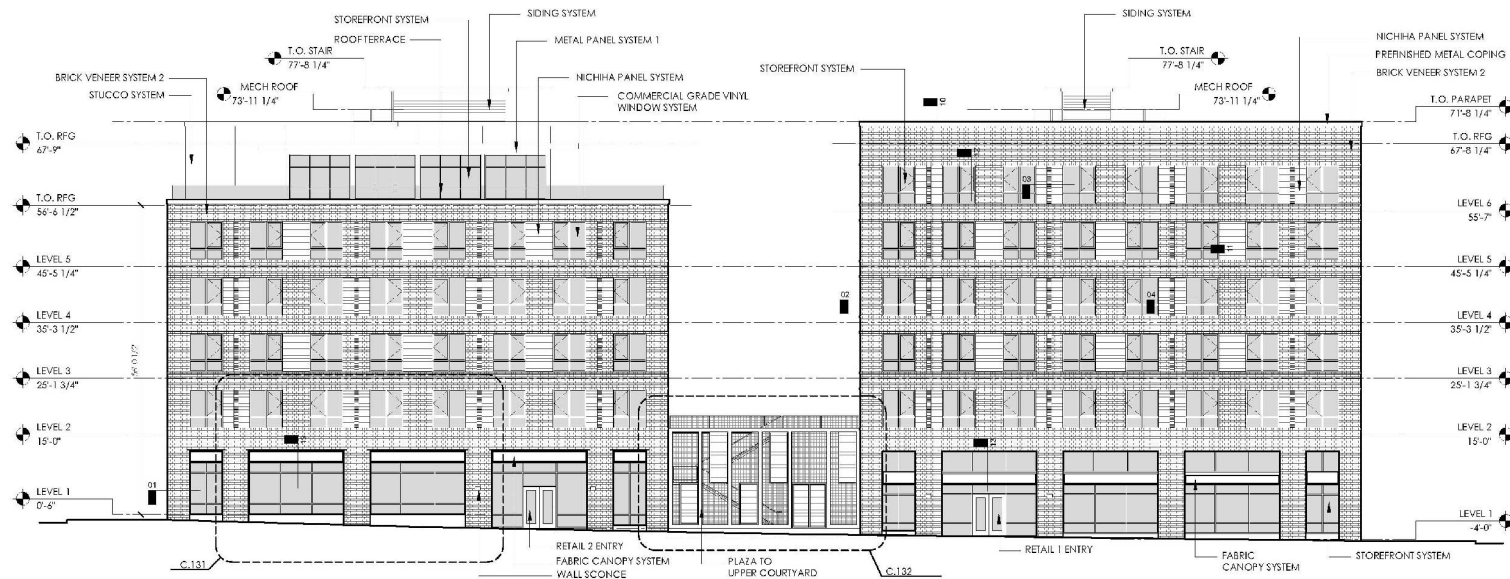 STOREFRONT SYSTEM
SIDING SYSTEM
ROOF TERRACE
METAL PANEL SYSTEM 1
T.O. STAIR
77'-8 1/4"
BRICK VENEER SYSTEM 2
MECH ROOF
73'-11 1/4"
NICHIHA PANEL SYSTEM
STUCCO SYSTEM
COMMERCIAL GRADE VINYL
WINDOW SYSTEM
T.O. RFG
67'-9"
T.O. RFG
56'-6 1/2"
LEVEL 5
45'-5 1/4"
LEVEL 4
35'-3 1/2"
LEVEL 3
25'-1 3/4"
LEVEL 2
15'-0"
LEVEL 1
0'-6"
01
C.131
RETAIL 2 ENTRY
FABRIC CANOPY SYSTEM
WALL SCONCE
PLAZA TO
UPPER COURTYARD
C.132
SIDING SYSTEM
NICHIHA PANEL SYSTEM
T.O. STAIR
77'-8 1/4"
PREFINISHED METAL COPING
STOREFRONT SYSTEM
BRICK VENEER SYSTEM 2
MECH ROOF
73'-11 1/4"
T.O. PARAPET
71'-8 1/4"
T.O. RFG
67'-8 1/4"
03
LEVEL 6
55'-7"
11
LEVEL 5
45'-5 1/4"
02
04
LEVEL 4
35'-3 1/2"
LEVEL 3
25'-1 3/4"
LEVEL 2
15'-0"
LEVEL 1
-4'-0"
RETAIL 1 ENTRY
FABRIC
CANOPY SYSTEM
STOREFRONT SYSTEM